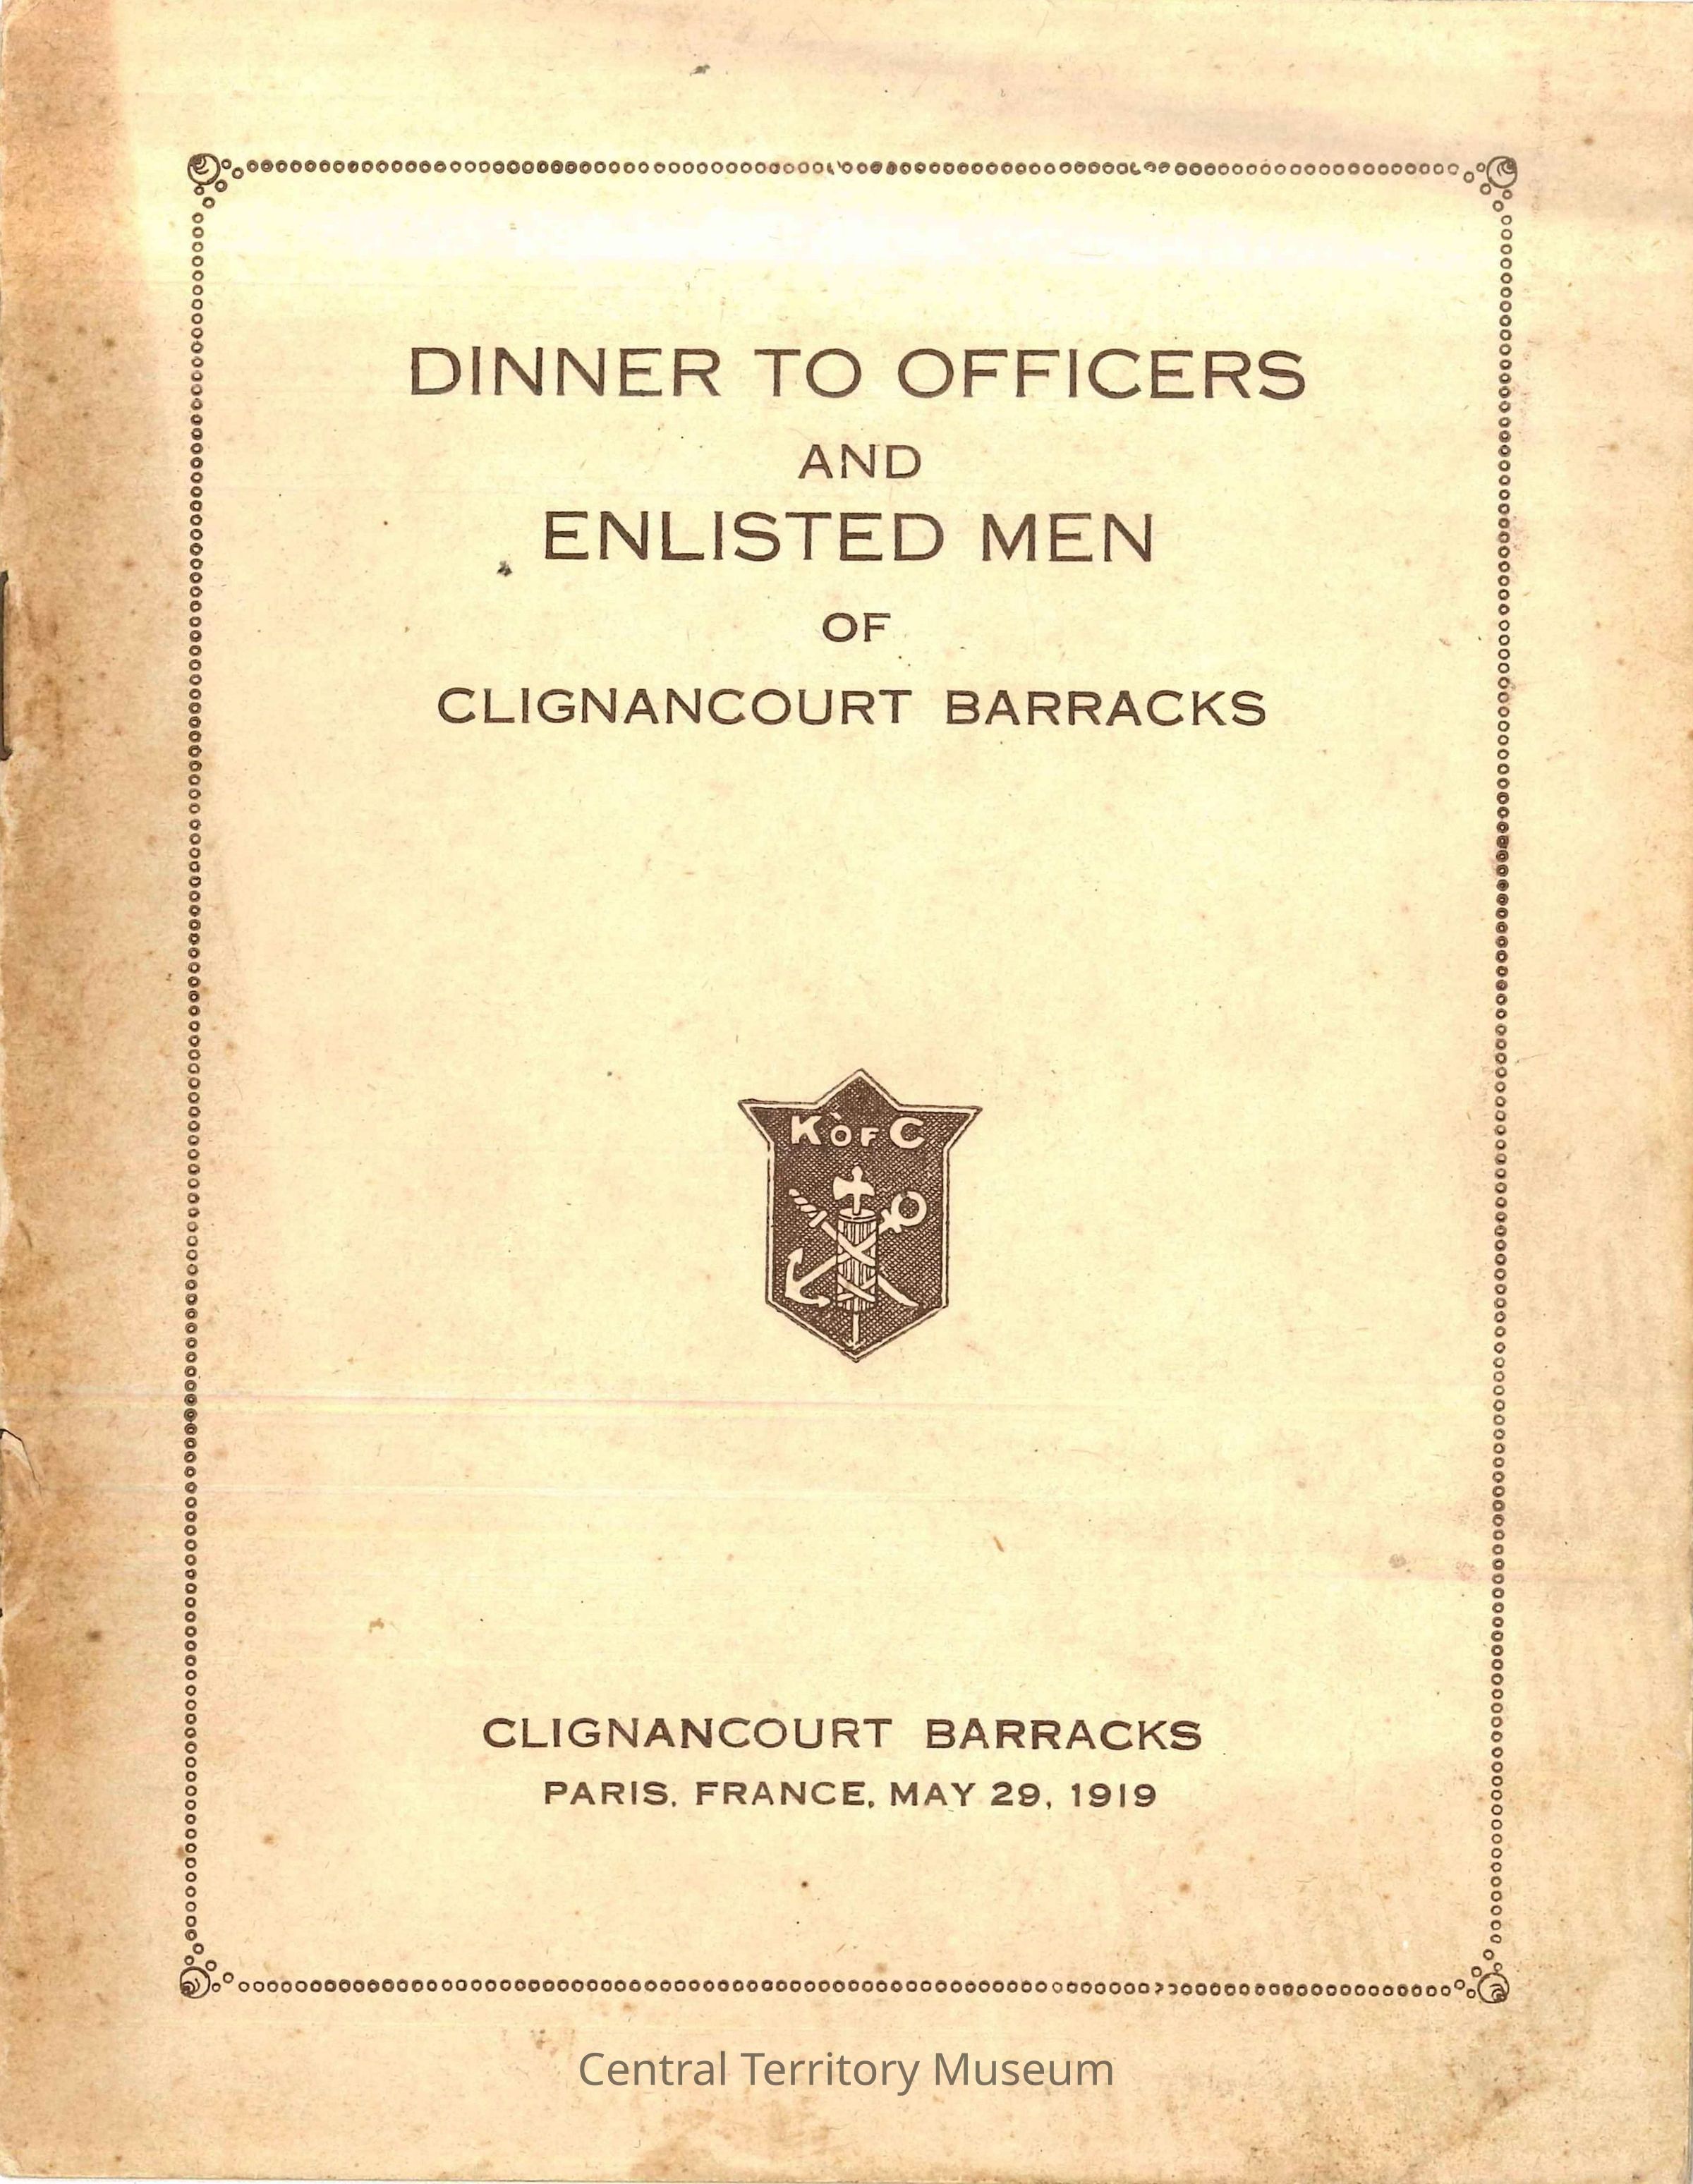 DINNER TO OFFICERS
AND
ENLISTED MEN
OF
CLIGNANCOURT BARRACKS
K OF C
CLIGNANCOURT BARRACKS
PARIS, FRANCE, MAY 29, 1919
Central Territory Museum